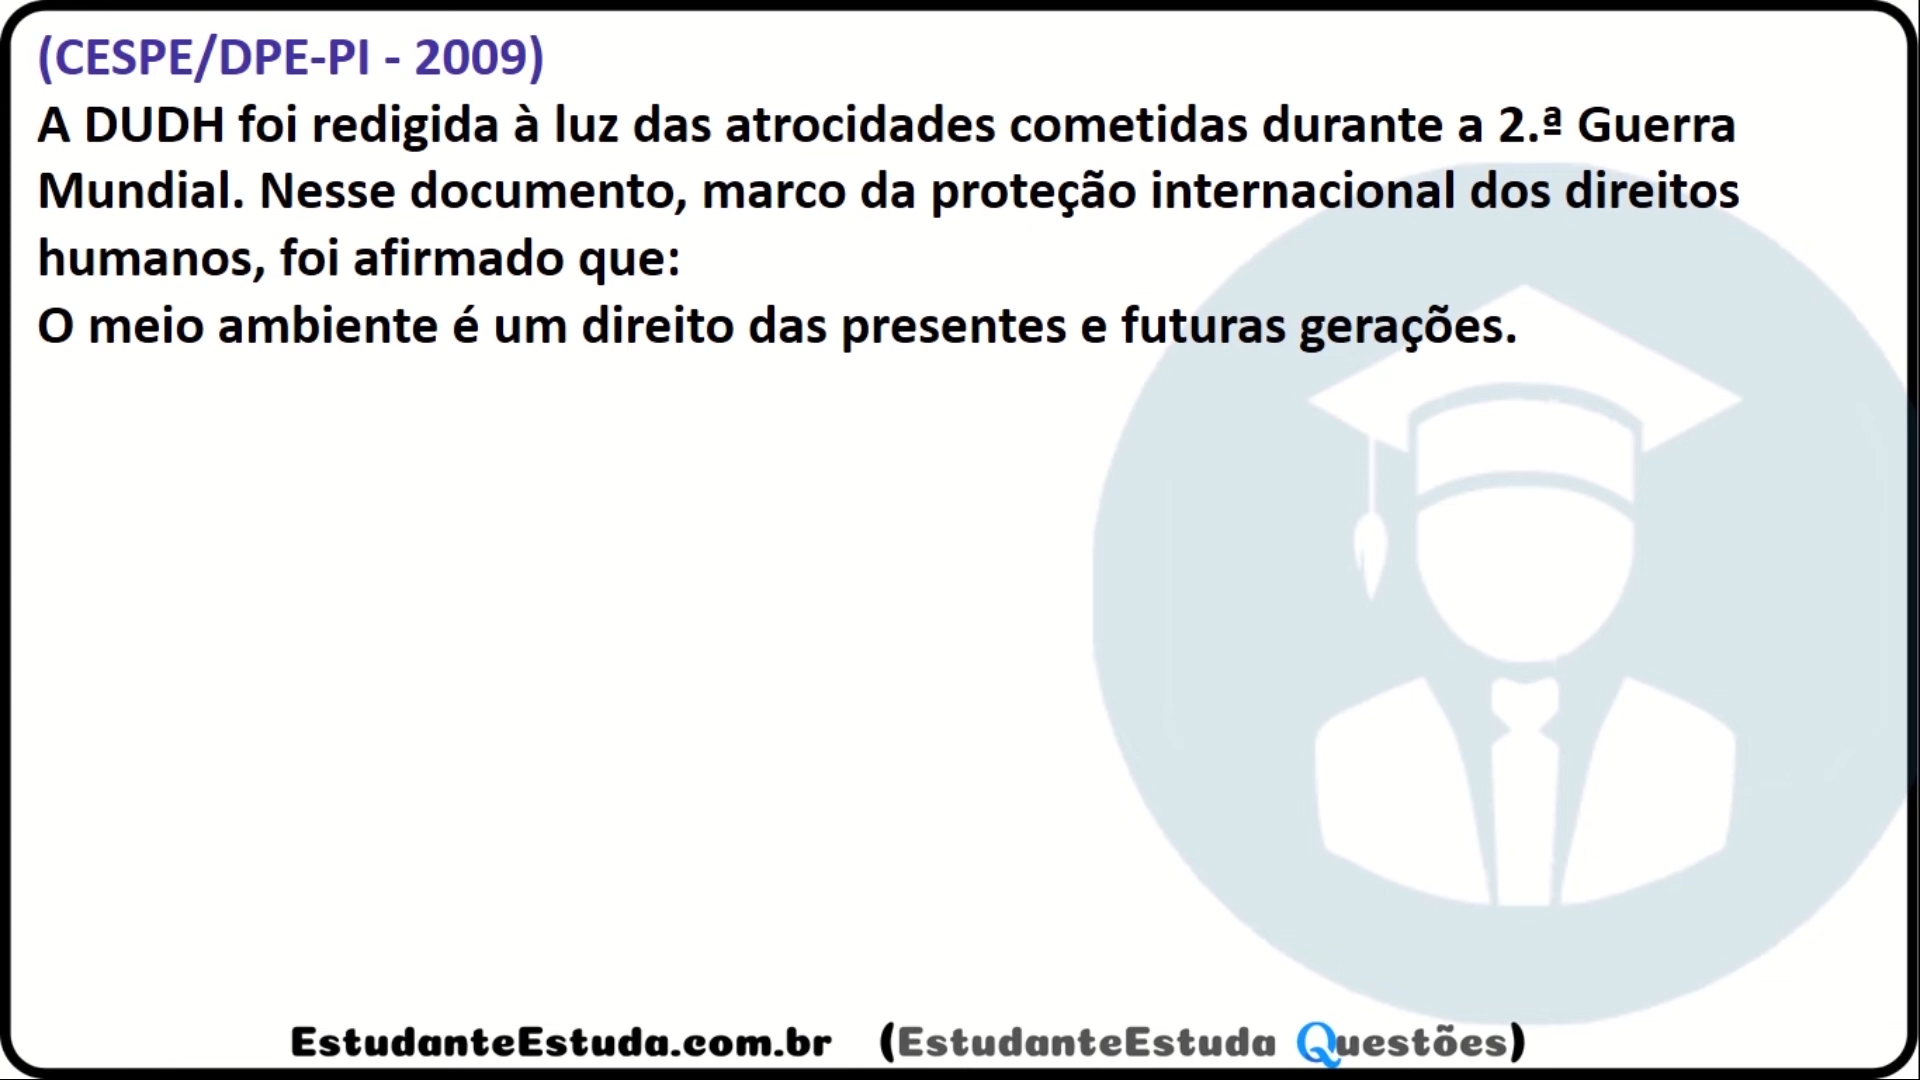 (CESPE/DPE-PI - 2009)
A DUDH foi redigida à luz das atrocidades cometidas durante a 2.ª Guerra
Mundial. Nesse documento, marco da proteção internacional dos direitos
humanos, foi afirmado que:
O meio ambiente é um direito das presentes e futuras gerações.
EstudanteEstuda.com.br (EstudanteEstuda Questões)